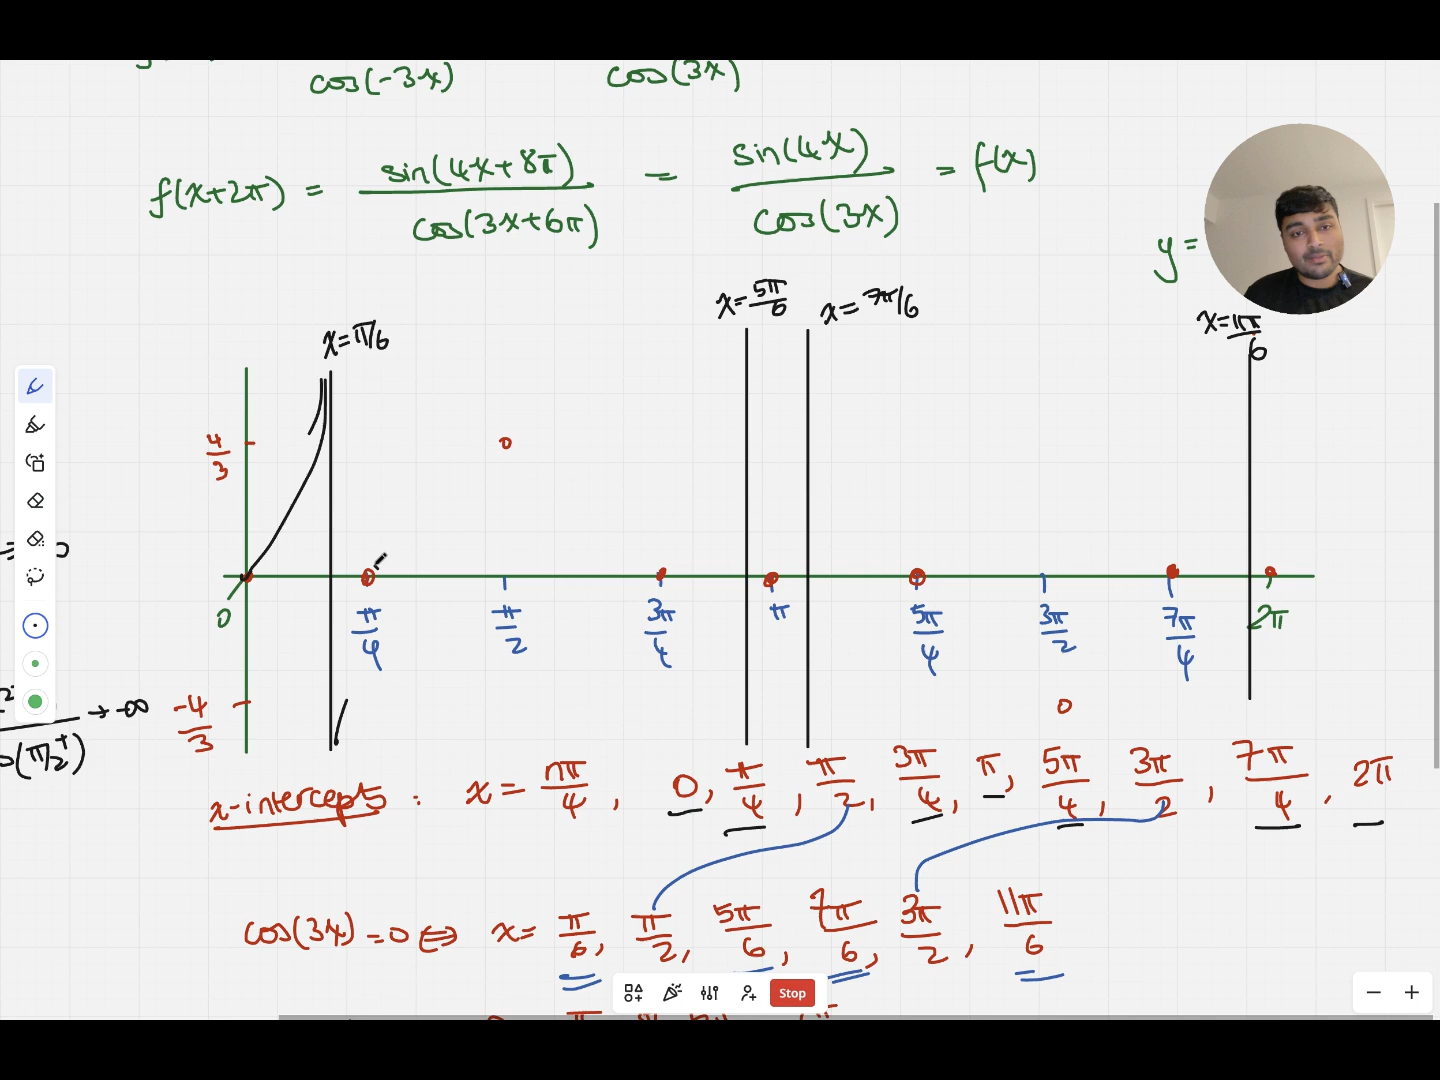 cos(-3x) cos(3x)
f(x+2π) = sin(4x+8π) / cos(3x+6π) = sin(4x) / cos(3x) = f(x)
y =
x = 5π/6 x = 7π/6
x = π/6 x = 11π/6
4/3
0 π/4 π/2 3π/4 π 5π/4 3π/2 7π/4 2π
→ -∞ -4/3
(π/2⁺)
x-intercepts : x = nπ/4 , 0, π/4, π/2, 3π/4, π, 5π/4, 3π/2, 7π/4, 2π
cos(3x) = 0 ⇔ x = π/6, π/2, 5π/6, 7π/6, 3π/2, 11π/6
Stop